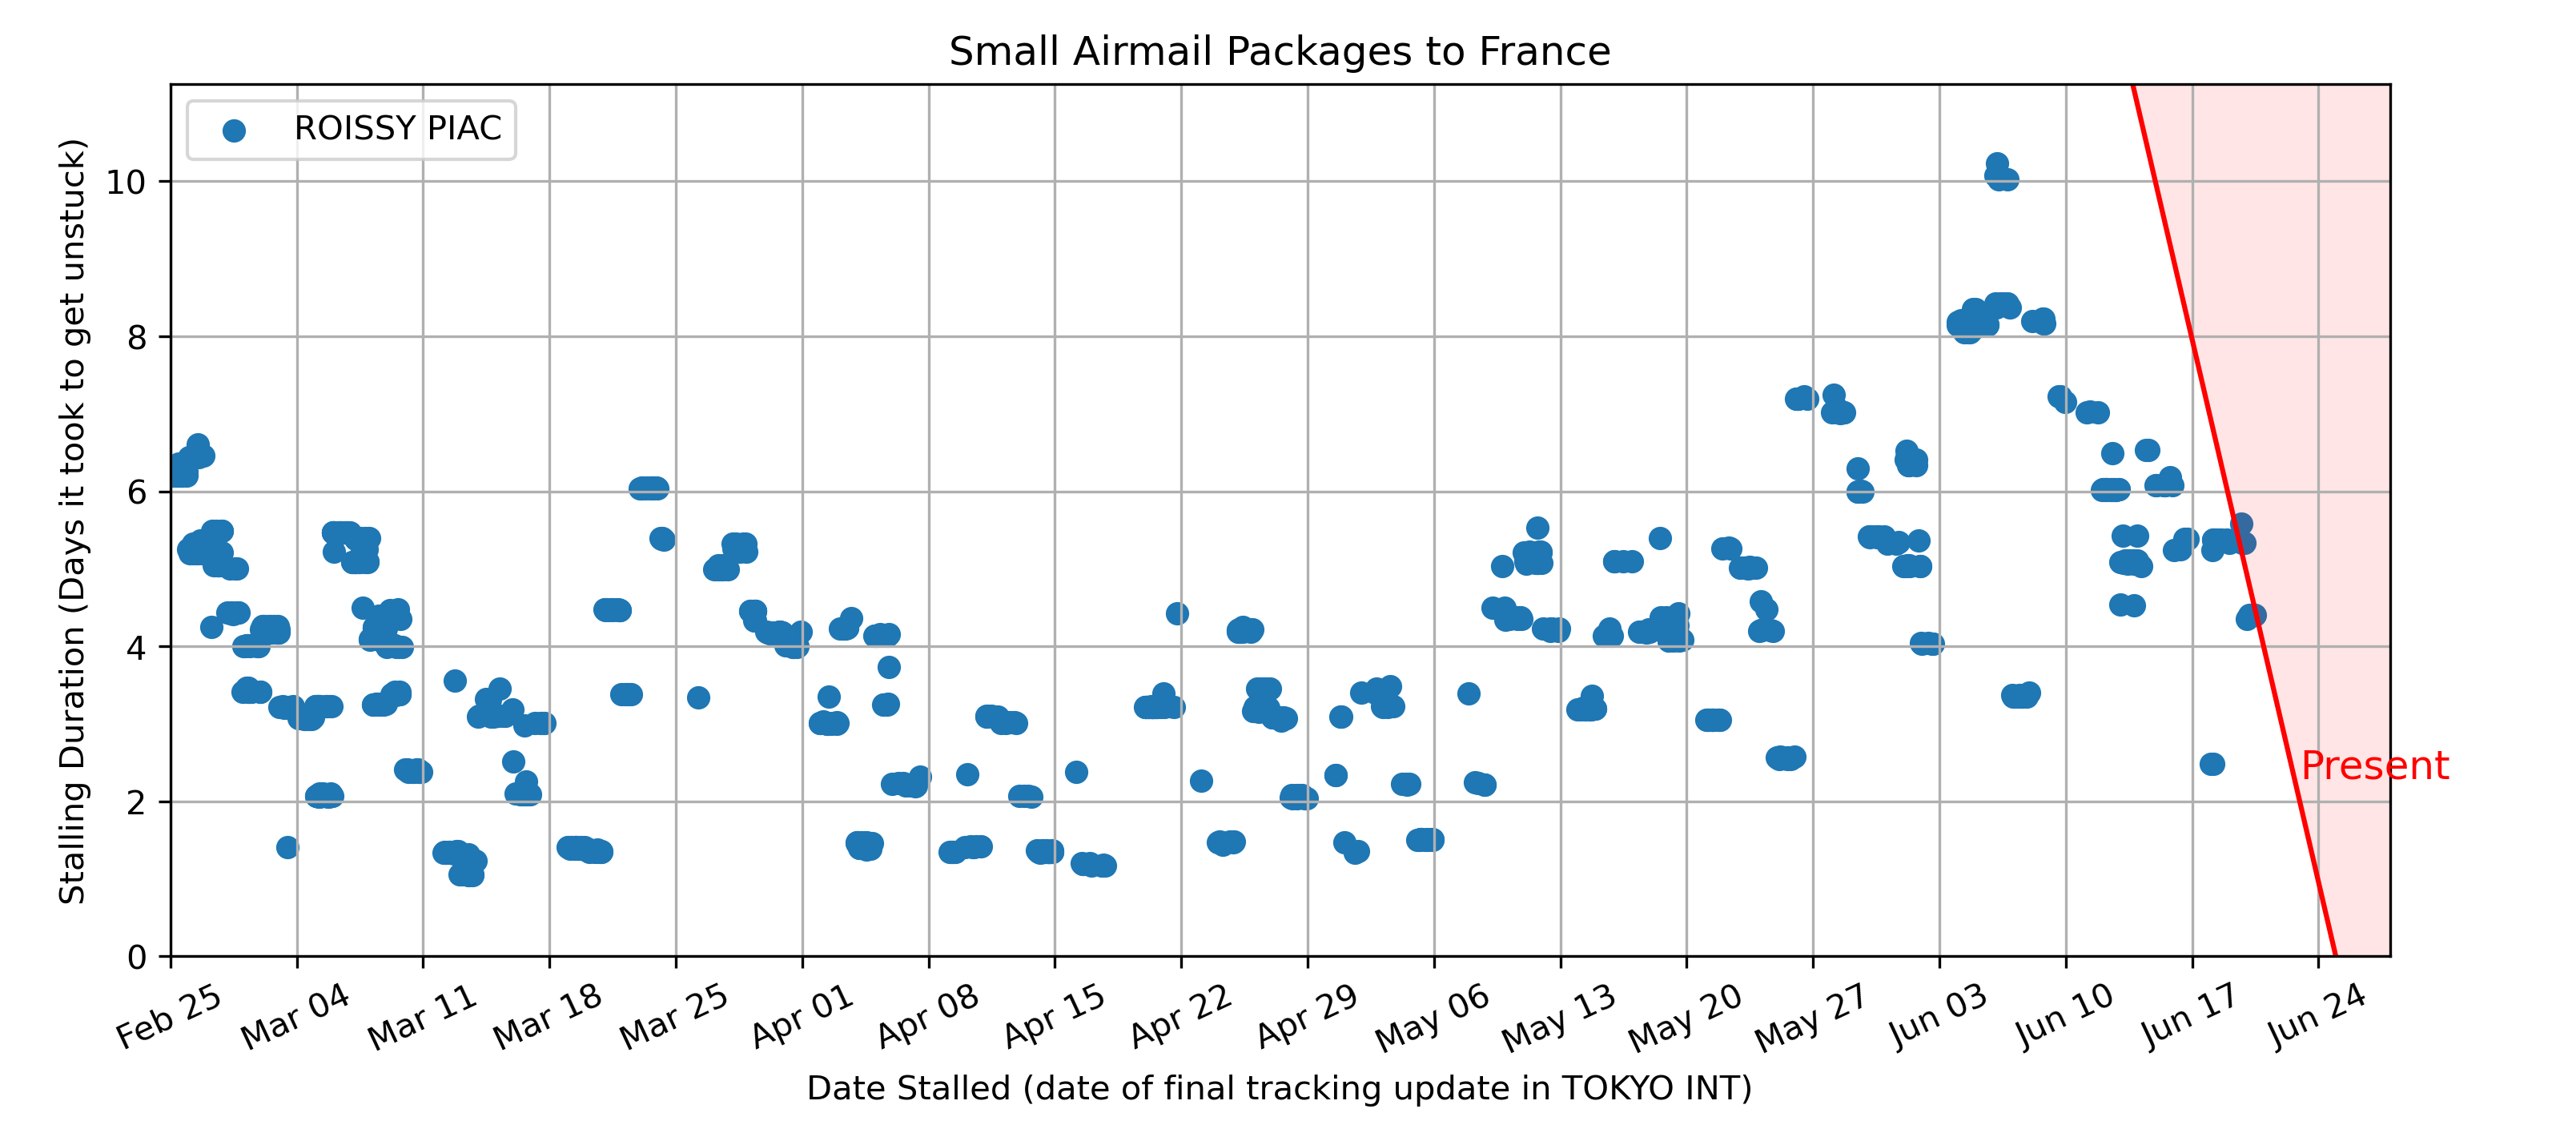 Small Airmail Packages to France
ROISSY PIAC
Stalling Duration (Days it took to get unstuck)
10
8
6
4
2
0
Present
Feb 25
Mar 04
Mar 11
Mar 18
Mar 25
Apr 01
Apr 08
Apr 15
Apr 22
Apr 29
May 06
May 13
May 20
May 27
Jun 03
Jun 10
Jun 17
Jun 24
Date Stalled (date of final tracking update in TOKYO INT)